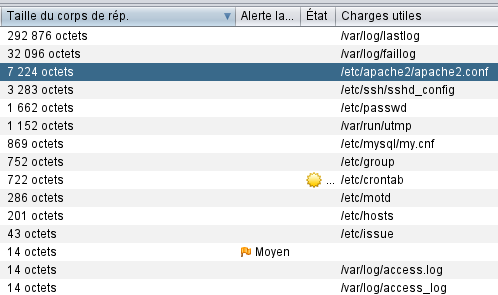 Taille du corps de rép. Alerte la... État Charges utiles
292 876 octets /var/log/lastlog
32 096 octets /var/log/faillog
7 224 octets /etc/apache2/apache2.conf
3 283 octets /etc/ssh/sshd_config
1 662 octets /etc/passwd
1 152 octets /var/run/utmp
869 octets /etc/mysql/my.cnf
752 octets /etc/group
722 octets ... /etc/crontab
286 octets /etc/motd
201 octets /etc/hosts
43 octets /etc/issue
14 octets Moyen
14 octets /var/log/access.log
14 octets /var/log/access_log